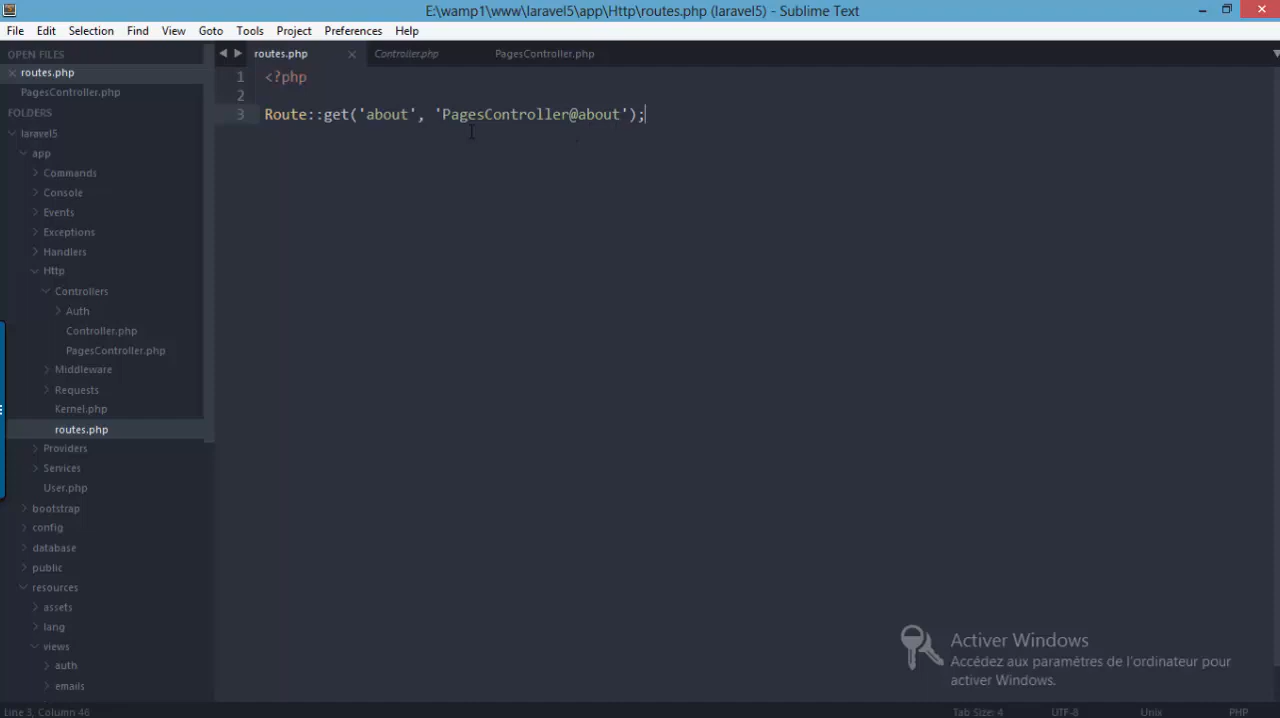 E:\wamp1\www\laravel5\app\Http\routes.php (laravel5) - Sublime Text
File Edit Selection Find View Goto Tools Project Preferences Help
OPEN FILES
routes.php
PagesController.php
FOLDERS
laravel5
app
Commands
Console
Events
Exceptions
Handlers
Http
Controllers
Auth
Controller.php
PagesController.php
Middleware
Requests
Kernel.php
routes.php
Providers
Services
User.php
bootstrap
config
database
public
resources
assets
lang
views
auth
emails
routes.php Controller.php PagesController.php
1 <?php
2
3 Route::get('about', 'PagesController@about');
Activer Windows
Accédez aux paramètres de l'ordinateur pour
activer Windows.
Line 3, Column 46 Tab Size: 4 UTF-8 Unix PHP